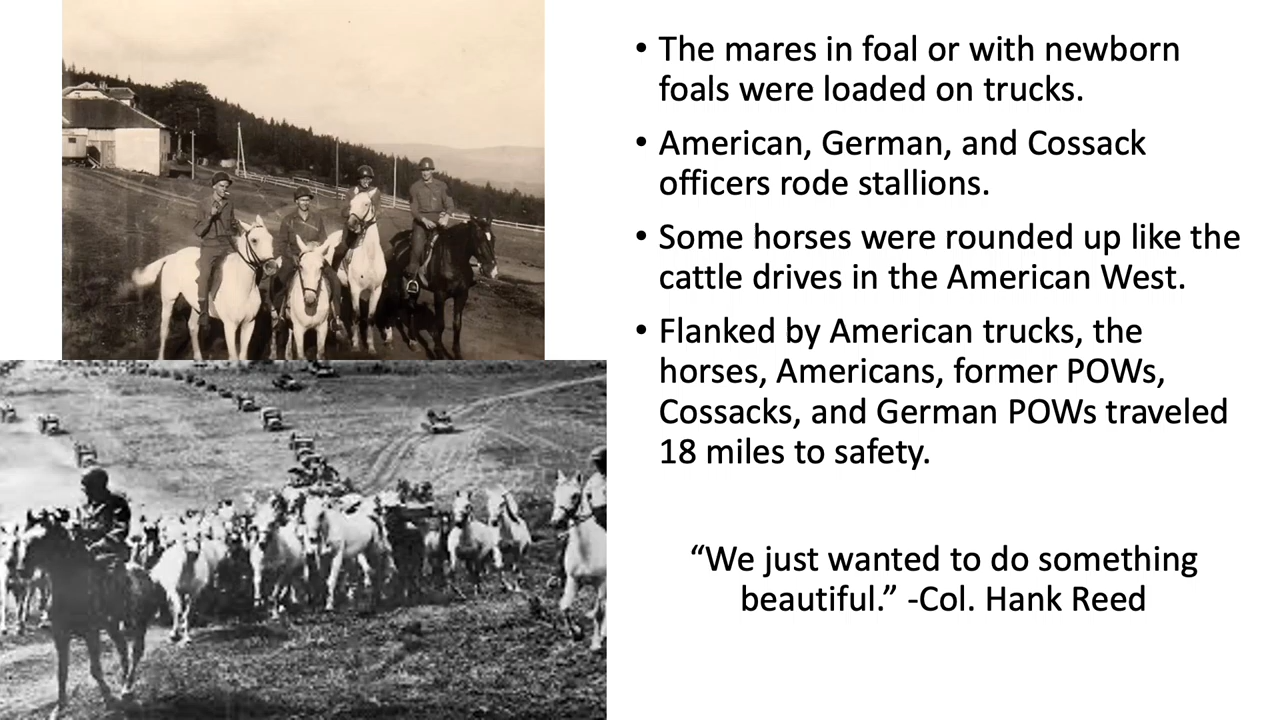 • The mares in foal or with newborn
foals were loaded on trucks.
• American, German, and Cossack
officers rode stallions.
• Some horses were rounded up like the
cattle drives in the American West.
• Flanked by American trucks, the
horses, Americans, former POWs,
Cossacks, and German POWs traveled
18 miles to safety.
“We just wanted to do something
beautiful.” -Col. Hank Reed